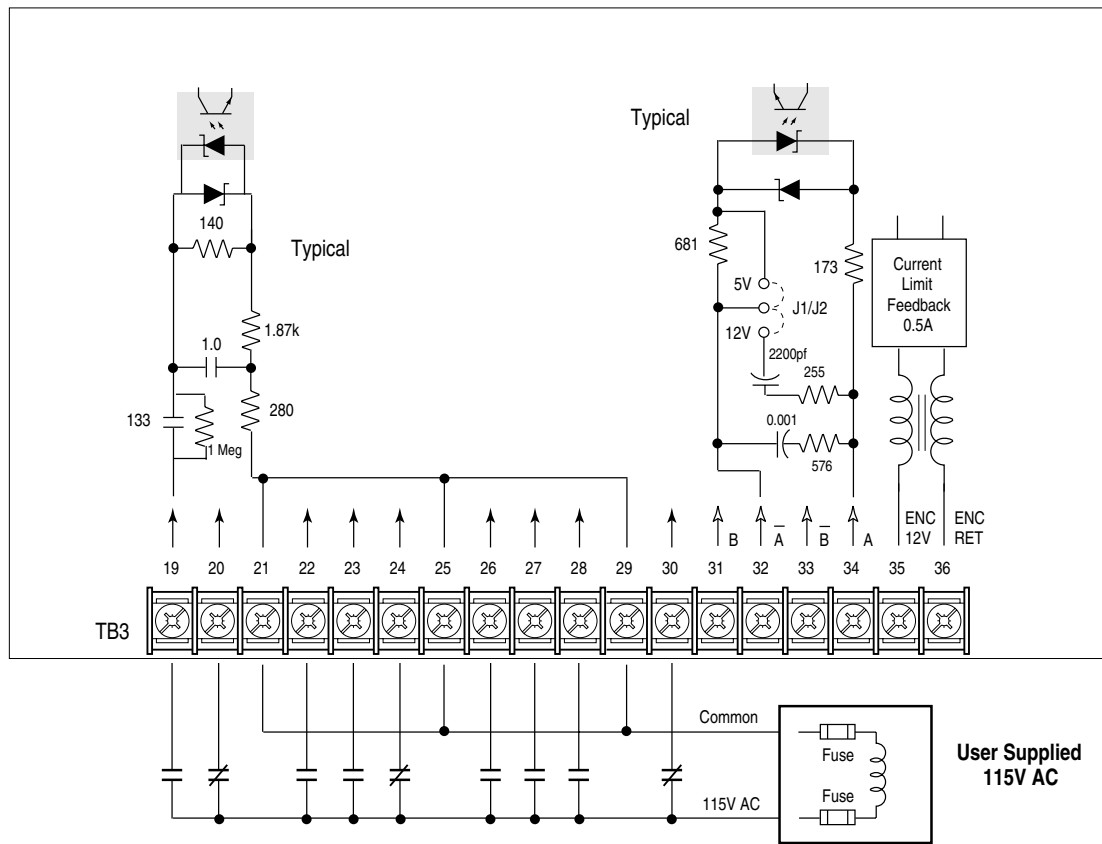 Typical
140
1.87k
1.0
280
133
1 Meg
Typical
681
173
5V
J1/J2
12V
2200pf
255
0.001
576
Current
Limit
Feedback
0.5A
B
A
B
A
ENC
12V
ENC
RET
19 20 21 22 23 24 25 26 27 28 29 30 31 32 33 34 35 36
TB3
Common
115V AC
Fuse
Fuse
User Supplied
115V AC